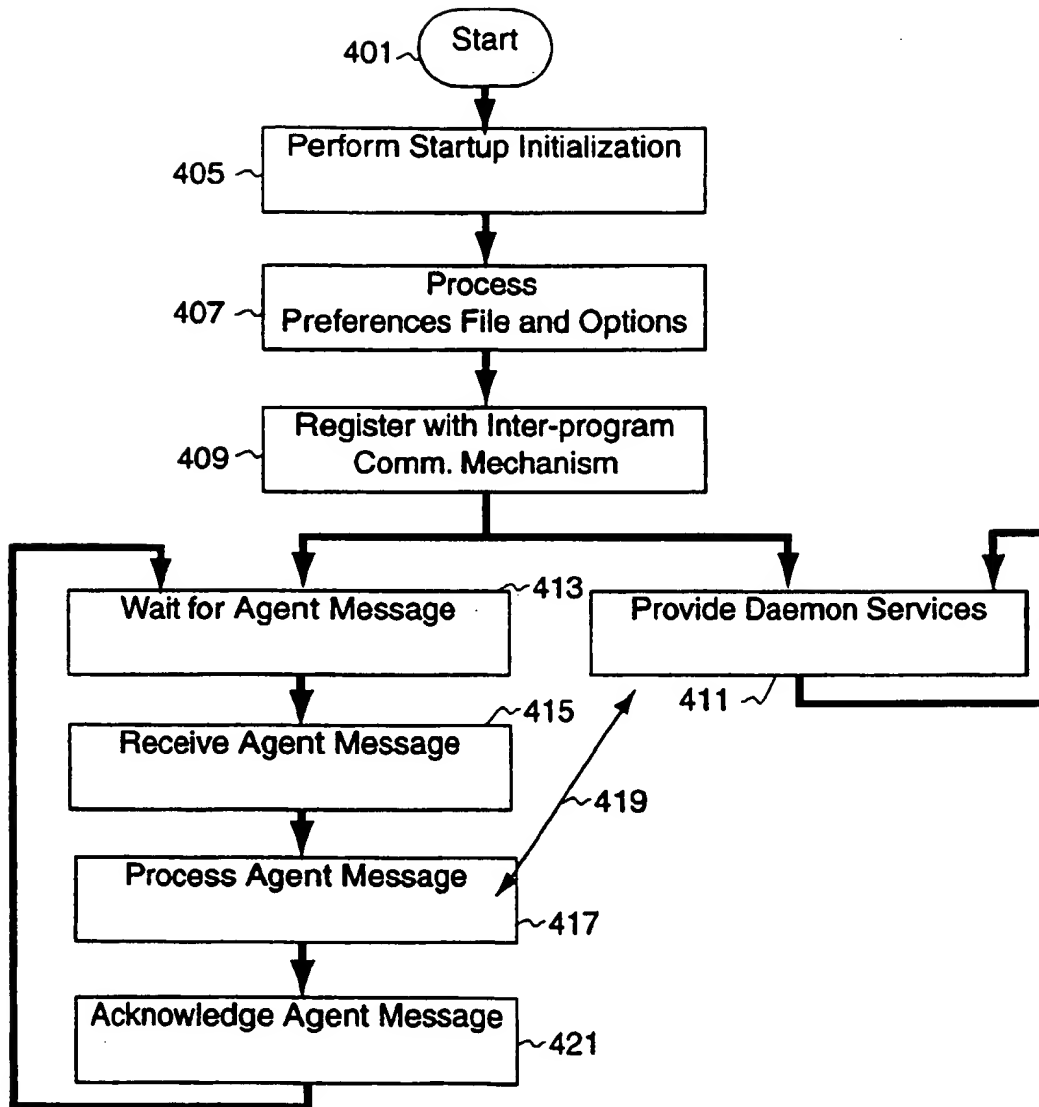 Start
401
Perform Startup Initialization
405
Process
Preferences File and Options
407
Register with Inter-program
Comm. Mechanism
409
413
Wait for Agent Message
Provide Daemon Services
411
415
Receive Agent Message
419
Process Agent Message
417
Acknowledge Agent Message
421